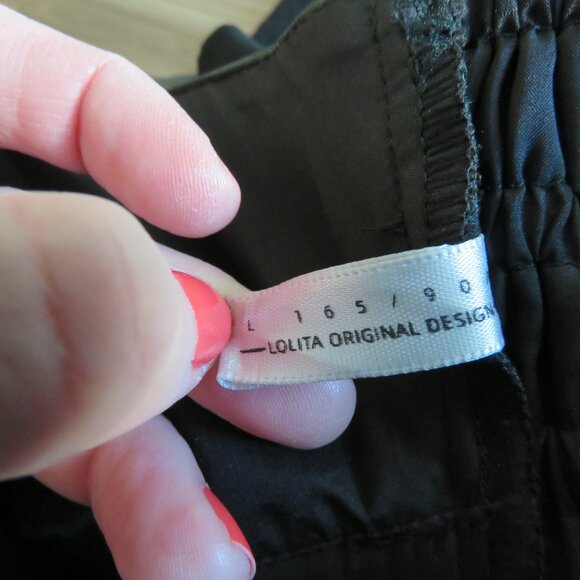 L 165/90
—LOLITA ORIGINAL DESIGN